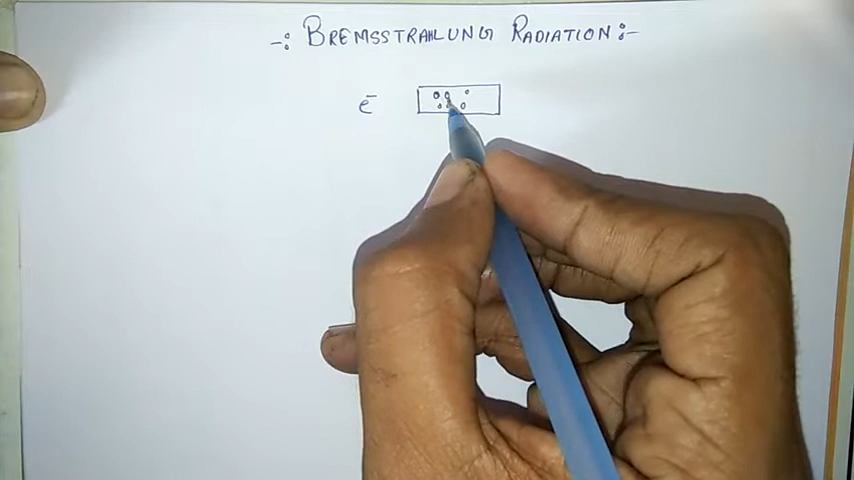 -: BREMSSTRAHLUNG RADIATION :-
e⁻